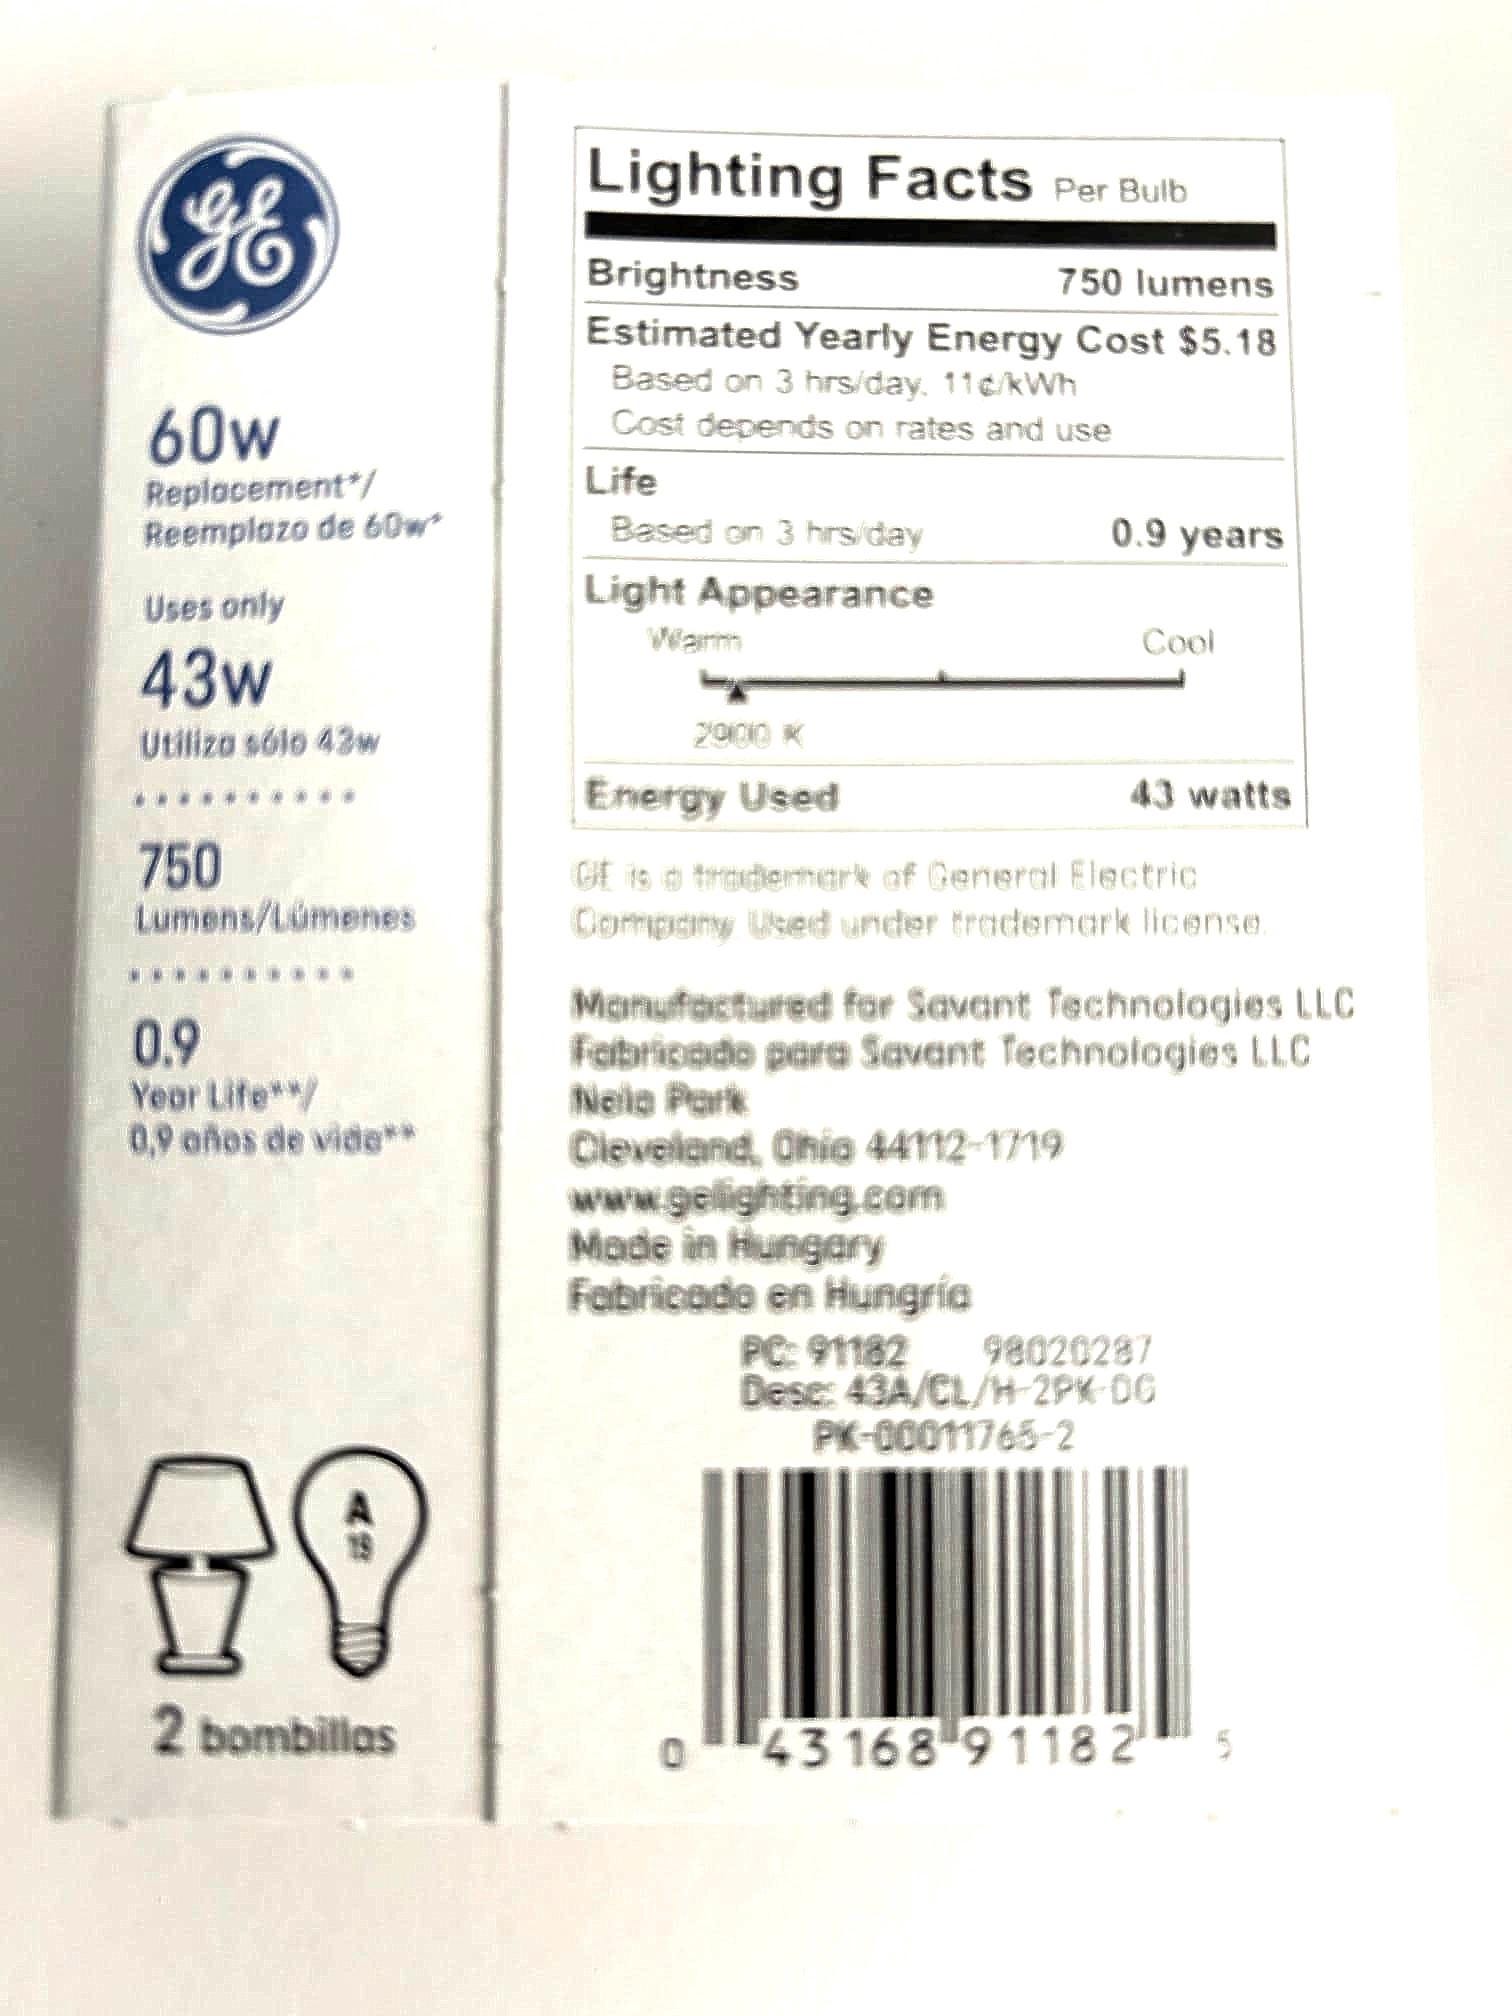 GE
60w
Replacement*/
Reemplazo de 60w*
Uses only
43w
Utiliza sólo 43w
750
Lumens/Lúmenes
0.9
Year Life**/
0,9 años de vida**
A
19
2 bombillas
Lighting Facts Per Bulb
Brightness 750 lumens
Estimated Yearly Energy Cost $5.18
Based on 3 hrs/day, 11¢/kWh
Cost depends on rates and use
Life
Based on 3 hrs/day 0.9 years
Light Appearance
Warm Cool
2900 K
Energy Used 43 watts
GE is a trademark of General Electric
Company. Used under trademark license.
Manufactured for Savant Technologies LLC
Fabricado para Savant Technologies LLC
Nela Park
Cleveland, Ohio 44112-1719
www.gelighting.com
Made in Hungary
Fabricado en Hungría
PC: 91182 98020287
Desc: 43A/CL/H-2PK-DG
PK-00011765-2
0 43168 91182 5